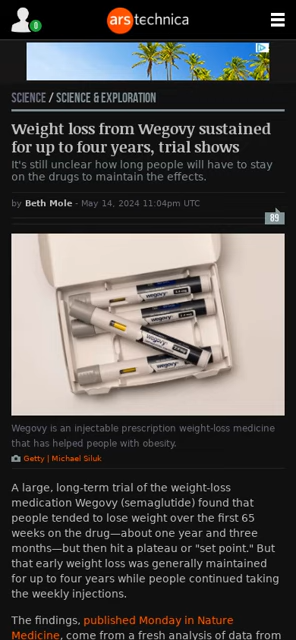 0
ars technica
SCIENCE / SCIENCE & EXPLORATION
Weight loss from Wegovy sustained
for up to four years, trial shows
It's still unclear how long people will have to stay
on the drugs to maintain the effects.
by Beth Mole - May 14, 2024 11:04pm UTC
89
wegovy
wegovy
wegovy
wegovy
Wegovy is an injectable prescription weight-loss medicine
that has helped people with obesity.
Getty | Michael Siluk
A large, long-term trial of the weight-loss
medication Wegovy (semaglutide) found that
people tended to lose weight over the first 65
weeks on the drug—about one year and three
months—but then hit a plateau or "set point." But
that early weight loss was generally maintained
for up to four years while people continued taking
the weekly injections.
The findings, published Monday in Nature
Medicine, come from a fresh analysis of data from